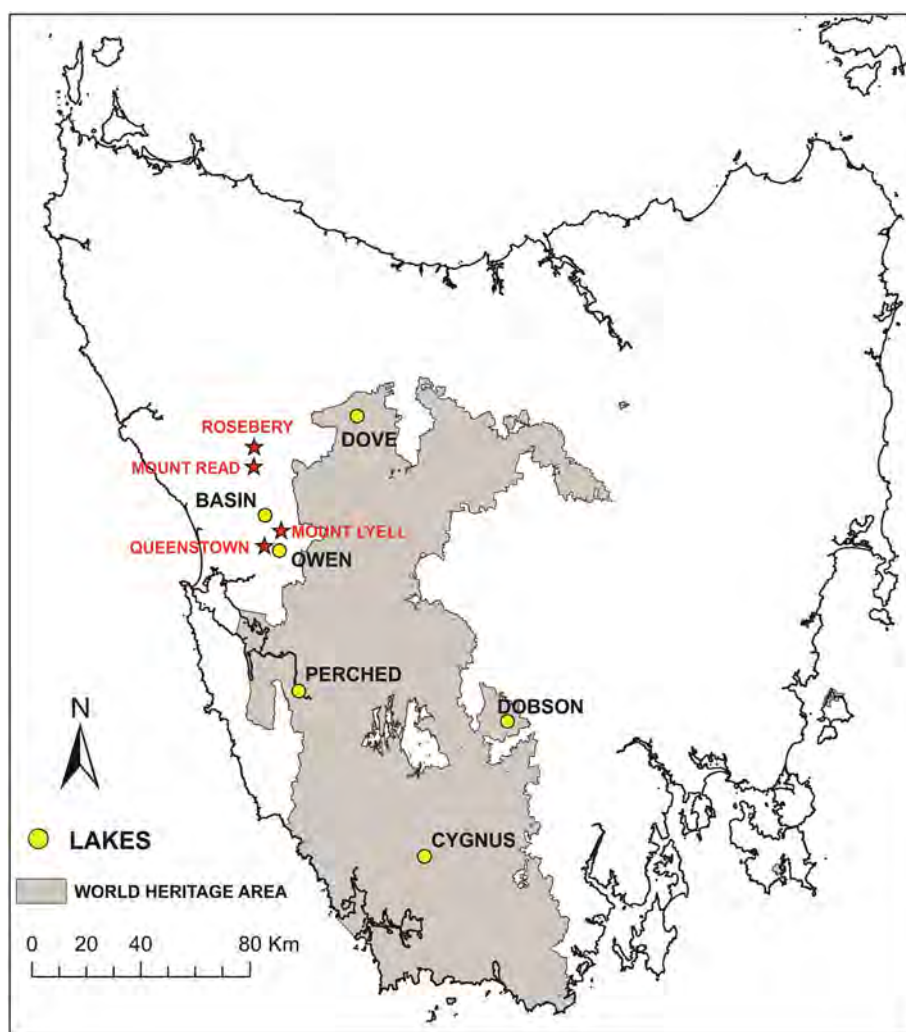 ROSEBERY
DOVE
MOUNT READ
BASIN
MOUNT LYELL
QUEENSTOWN
OWEN
PERCHED
DOBSON
N
LAKES
CYGNUS
WORLD HERITAGE AREA
0 20 40 80 Km